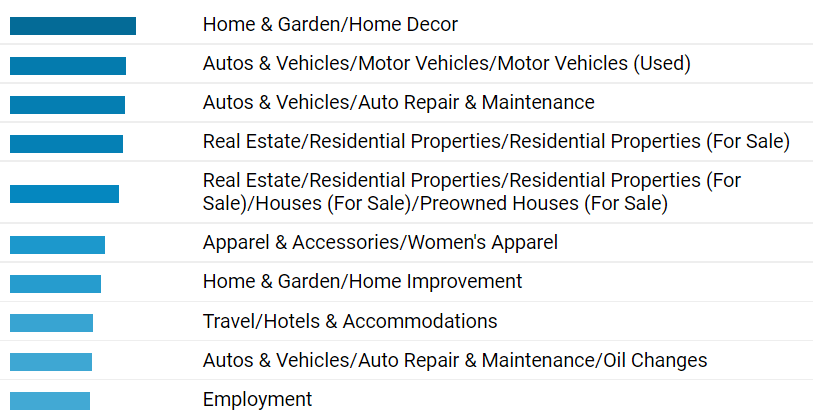 Home & Garden/Home Decor
Autos & Vehicles/Motor Vehicles/Motor Vehicles (Used)
Autos & Vehicles/Auto Repair & Maintenance
Real Estate/Residential Properties/Residential Properties (For Sale)
Real Estate/Residential Properties/Residential Properties (For
Sale)/Houses (For Sale)/Preowned Houses (For Sale)
Apparel & Accessories/Women's Apparel
Home & Garden/Home Improvement
Travel/Hotels & Accommodations
Autos & Vehicles/Auto Repair & Maintenance/Oil Changes
Employment